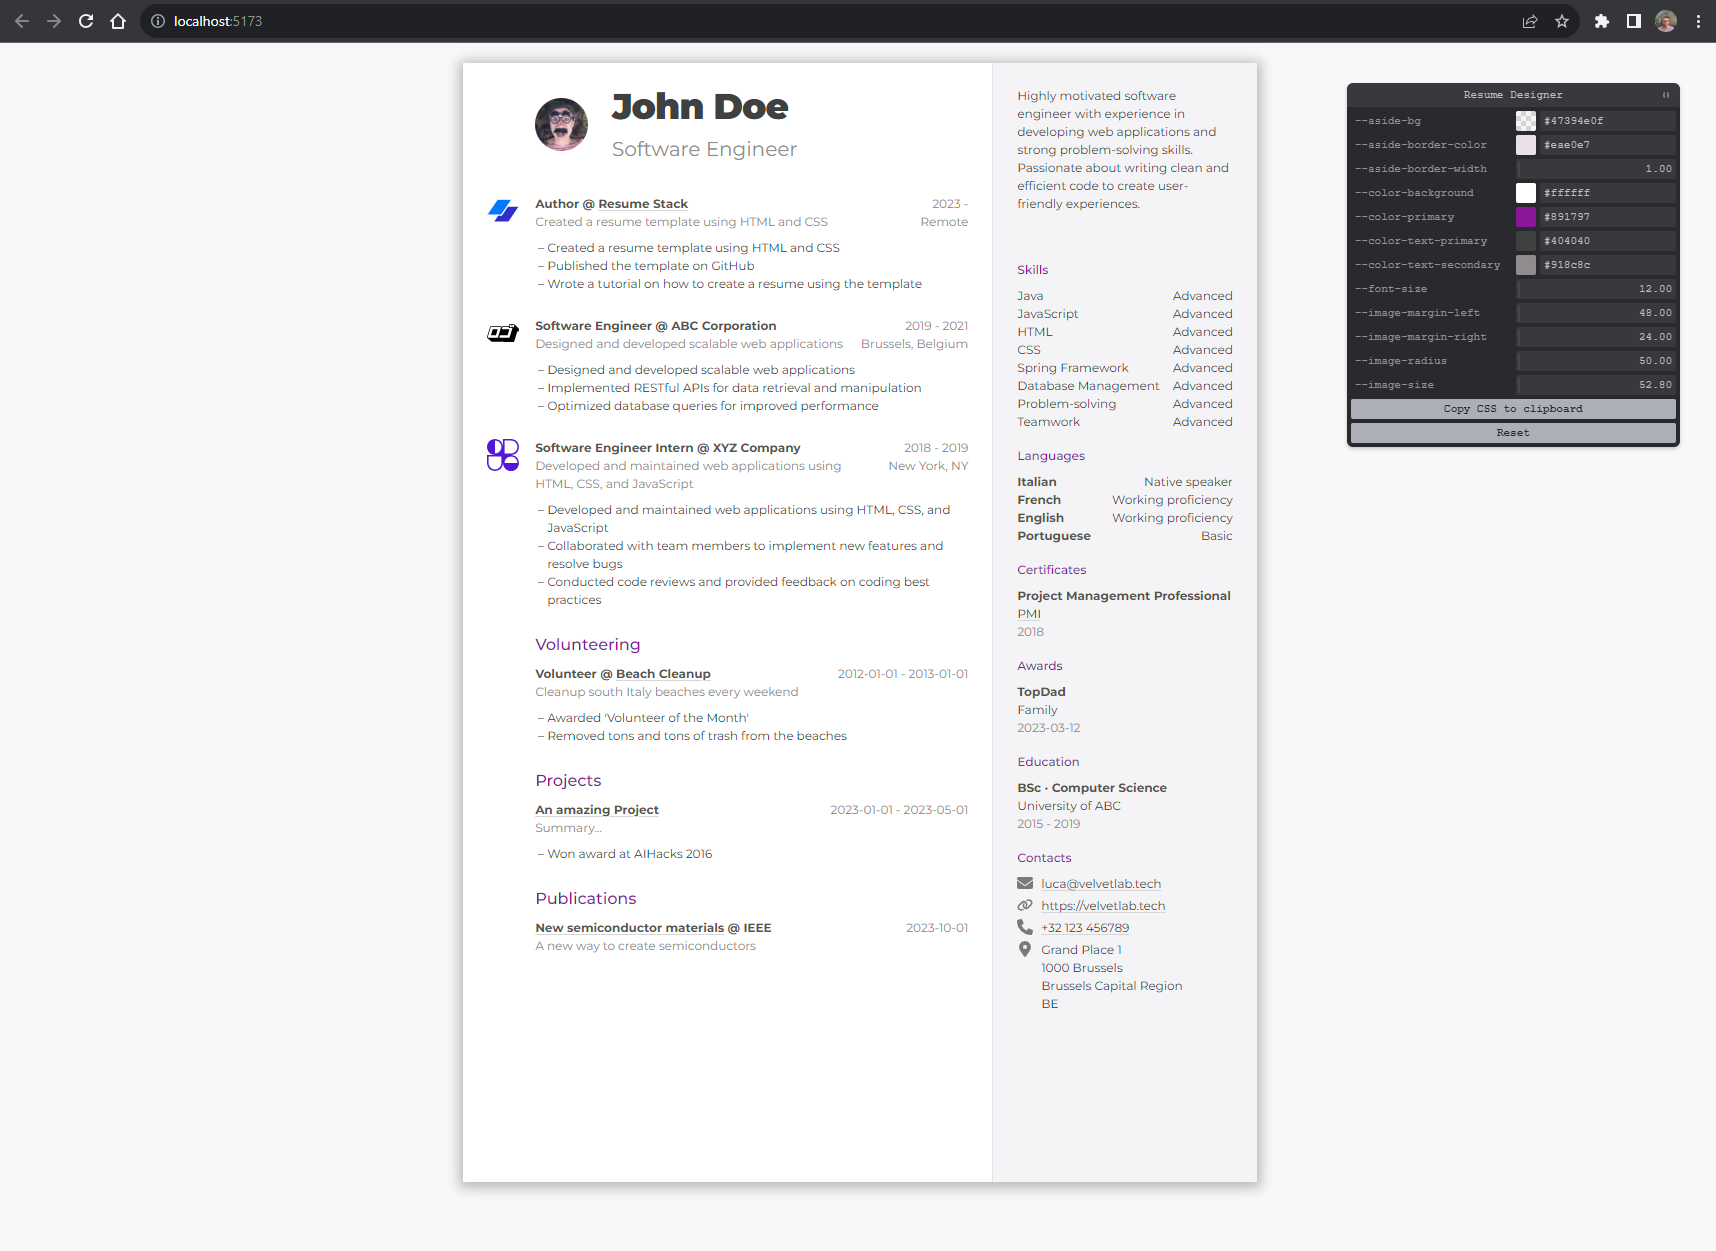 localhost:5173
John Doe
Software Engineer
Author @ Resume Stack
2023 -
Created a resume template using HTML and CSS
Remote
– Created a resume template using HTML and CSS
– Published the template on GitHub
– Wrote a tutorial on how to create a resume using the template
Software Engineer @ ABC Corporation
2019 - 2021
Designed and developed scalable web applications
Brussels, Belgium
– Designed and developed scalable web applications
– Implemented RESTful APIs for data retrieval and manipulation
– Optimized database queries for improved performance
Software Engineer Intern @ XYZ Company
2018 - 2019
Developed and maintained web applications using
New York, NY
HTML, CSS, and JavaScript
– Developed and maintained web applications using HTML, CSS, and
JavaScript
– Collaborated with team members to implement new features and
resolve bugs
– Conducted code reviews and provided feedback on coding best
practices
Volunteering
Volunteer @ Beach Cleanup
2012-01-01 - 2013-01-01
Cleanup south Italy beaches every weekend
– Awarded 'Volunteer of the Month'
– Removed tons and tons of trash from the beaches
Projects
An amazing Project
2023-01-01 - 2023-05-01
Summary...
– Won award at AIHacks 2016
Publications
New semiconductor materials @ IEEE
2023-10-01
A new way to create semiconductors
Highly motivated software
engineer with experience in
developing web applications and
strong problem-solving skills.
Passionate about writing clean and
efficient code to create user-
friendly experiences.
Skills
Java Advanced
JavaScript Advanced
HTML Advanced
CSS Advanced
Spring Framework Advanced
Database Management Advanced
Problem-solving Advanced
Teamwork Advanced
Languages
Italian Native speaker
French Working proficiency
English Working proficiency
Portuguese Basic
Certificates
Project Management Professional
PMI
2018
Awards
TopDad
Family
2023-03-12
Education
BSc · Computer Science
University of ABC
2015 - 2019
Contacts
luca@velvetlab.tech
https://velvetlab.tech
+32 123 456789
Grand Place 1
1000 Brussels
Brussels Capital Region
BE
Resume Designer
--aside-bg #47394e0f
--aside-border-color #eae0e7
--aside-border-width 1.00
--color-background #ffffff
--color-primary #891797
--color-text-primary #404040
--color-text-secondary #918c8c
--font-size 12.00
--image-margin-left 48.00
--image-margin-right 24.00
--image-radius 50.00
--image-size 52.80
Copy CSS to clipboard
Reset